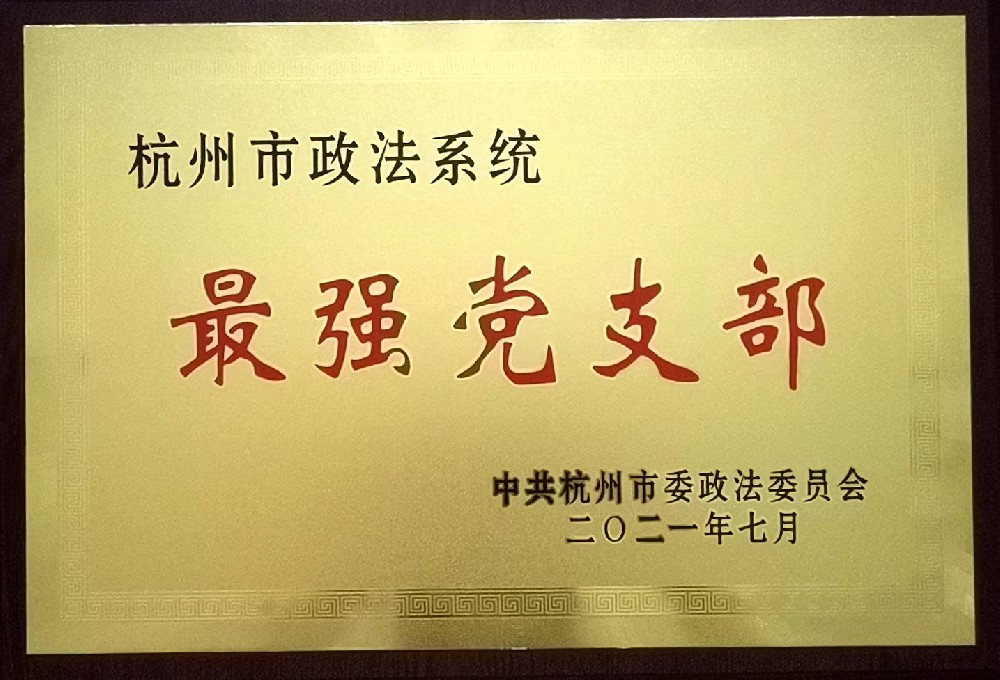 杭州市政法系统
最强党支部
中共杭州市委政法委员会
二〇二一年七月